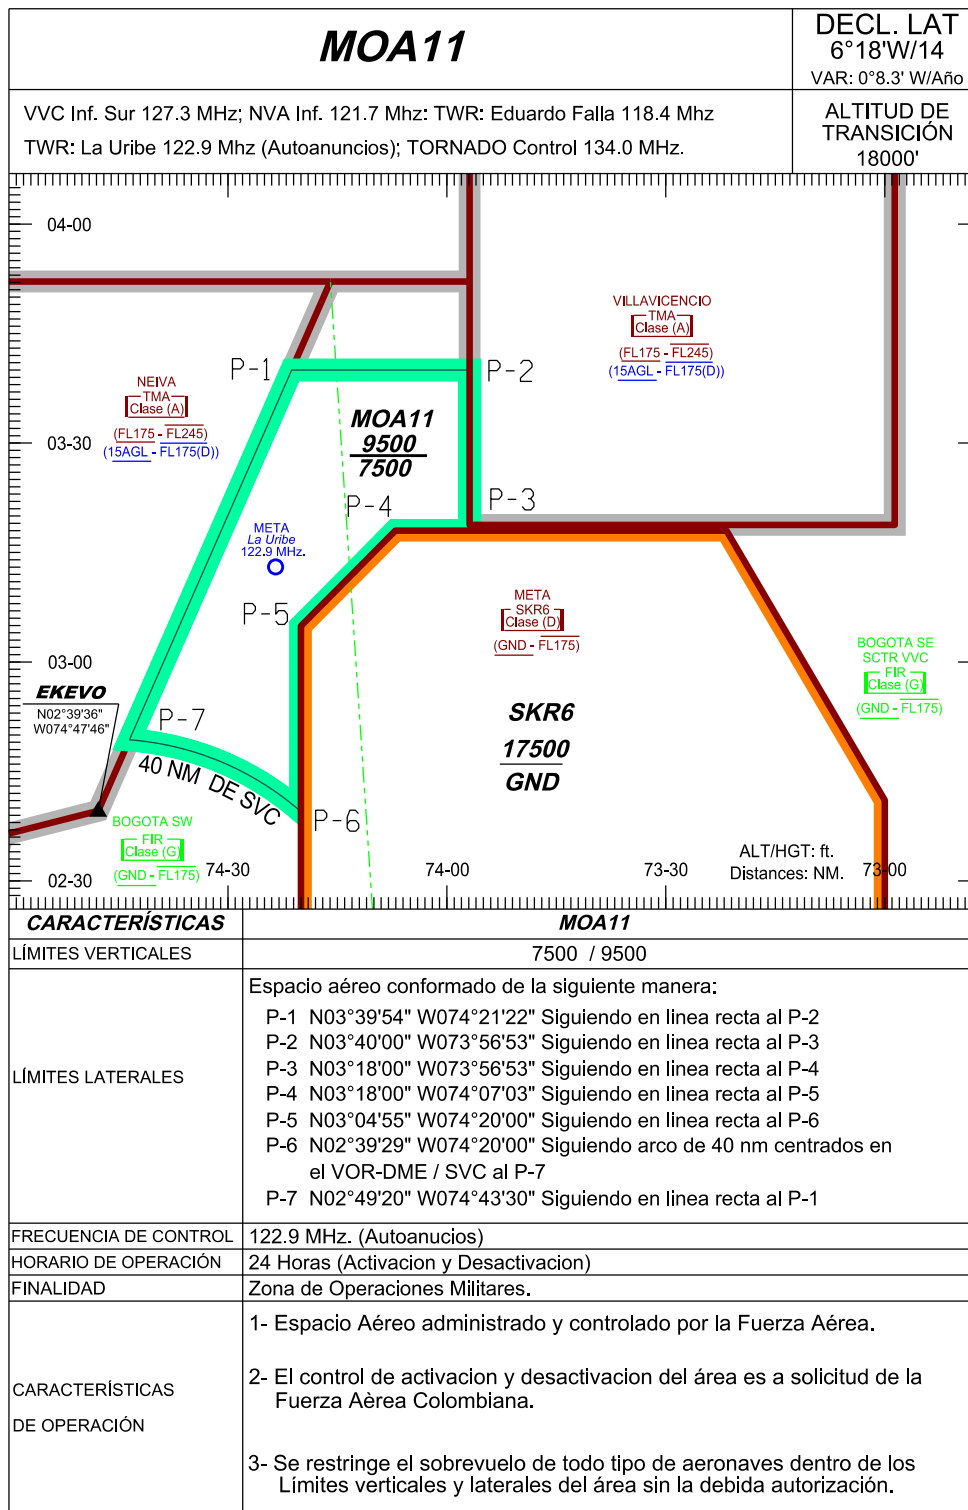 MOA11
DECL. LAT
6°18'W/14
VAR: 0°8.3' W/Año
VVC Inf. Sur 127.3 MHz; NVA Inf. 121.7 Mhz: TWR: Eduardo Falla 118.4 Mhz
TWR: La Uribe 122.9 Mhz (Autoanuncios); TORNADO Control 134.0 MHz.
ALTITUD DE
TRANSICIÓN
18000'
04-00
VILLAVICENCIO
TMA
Clase (A)
(FL175 - FL245)
(15AGL - FL175(D))
P-1
P-2
NEIVA
TMA
Clase (A)
(FL175 - FL245)
(15AGL - FL175(D))
MOA11
9500
7500
03-30
P-4
P-3
META
La Uribe
122.9 MHz.
P-5
META
SKR6
Clase (D)
(GND - FL175)
BOGOTA SE
SCTR VVC
FIR
Clase (G)
(GND - FL175)
03-00
EKEVO
N02°39'36"
W074°47'46"
P-7
SKR6
17500
GND
40 NM DE SVC
P-6
BOGOTA SW
FIR
Clase (G)
(GND - FL175)
ALT/HGT: ft.
Distances: NM.
02-30
74-30
74-00
73-30
73-00
CARACTERÍSTICAS
MOA11
LÍMITES VERTICALES
7500 / 9500
LÍMITES LATERALES
Espacio aéreo conformado de la siguiente manera:
P-1 N03°39'54" W074°21'22" Siguiendo en linea recta al P-2
P-2 N03°40'00" W073°56'53" Siguiendo en linea recta al P-3
P-3 N03°18'00" W073°56'53" Siguiendo en linea recta al P-4
P-4 N03°18'00" W074°07'03" Siguiendo en linea recta al P-5
P-5 N03°04'55" W074°20'00" Siguiendo en linea recta al P-6
P-6 N02°39'29" W074°20'00" Siguiendo arco de 40 nm centrados en
el VOR-DME / SVC al P-7
P-7 N02°49'20" W074°43'30" Siguiendo en linea recta al P-1
FRECUENCIA DE CONTROL
122.9 MHz. (Autoanucios)
HORARIO DE OPERACIÓN
24 Horas (Activacion y Desactivacion)
FINALIDAD
Zona de Operaciones Militares.
CARACTERÍSTICAS
DE OPERACIÓN
1- Espacio Aéreo administrado y controlado por la Fuerza Aérea.
2- El control de activacion y desactivacion del área es a solicitud de la
Fuerza Aèrea Colombiana.
3- Se restringe el sobrevuelo de todo tipo de aeronaves dentro de los
Límites verticales y laterales del área sin la debida autorización.